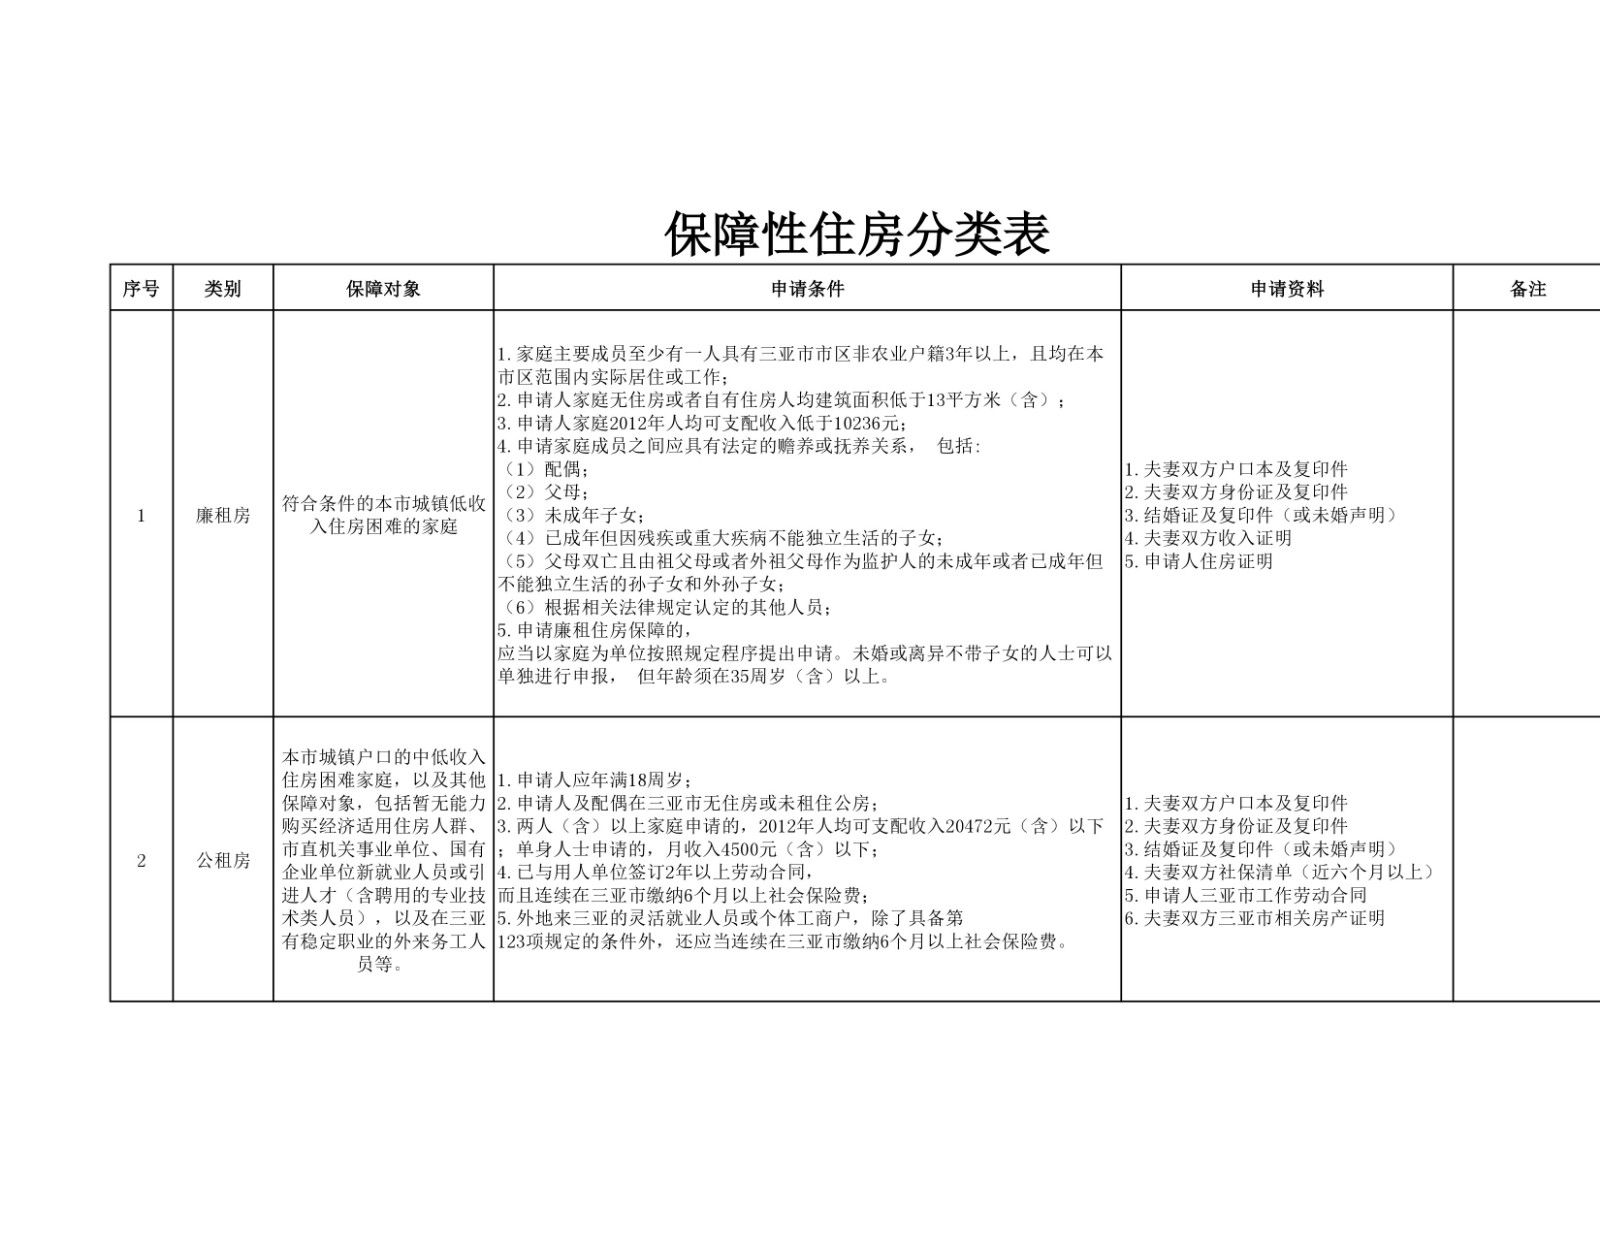 保障性住房分类表
序号 类别 保障对象 申请条件 申请资料 备注
1
廉租房
符合条件的本市城镇低收
入住房困难的家庭
1.家庭主要成员至少有一人具有三亚市市区非农业户籍3年以上，且均在本
市区范围内实际居住或工作；
2.申请人家庭无住房或者自有住房人均建筑面积低于13平方米（含）；
3.申请人家庭2012年人均可支配收入低于10236元；
4.申请家庭成员之间应具有法定的赡养或抚养关系， 包括:
（1）配偶；
（2）父母；
（3）未成年子女；
（4）已成年但因残疾或重大疾病不能独立生活的子女；
（5）父母双亡且由祖父母或者外祖父母作为监护人的未成年或者已成年但
不能独立生活的孙子女和外孙子女；
（6）根据相关法律规定认定的其他人员；
5.申请廉租住房保障的，
应当以家庭为单位按照规定程序提出申请。未婚或离异不带子女的人士可以
单独进行申报， 但年龄须在35周岁（含）以上。
1.夫妻双方户口本及复印件
2.夫妻双方身份证及复印件
3.结婚证及复印件（或未婚声明）
4.夫妻双方收入证明
5.申请人住房证明
2
公租房
本市城镇户口的中低收入
住房困难家庭，以及其他
保障对象，包括暂无能力
购买经济适用住房人群、
市直机关事业单位、国有
企业单位新就业人员或引
进人才（含聘用的专业技
术类人员），以及在三亚
有稳定职业的外来务工人
员等。
1.申请人应年满18周岁；
2.申请人及配偶在三亚市无住房或未租住公房；
3.两人（含）以上家庭申请的，2012年人均可支配收入20472元（含）以下
；单身人士申请的，月收入4500元（含）以下；
4.已与用人单位签订2年以上劳动合同，
而且连续在三亚市缴纳6个月以上社会保险费；
5.外地来三亚的灵活就业人员或个体工商户，除了具备第
123项规定的条件外，还应当连续在三亚市缴纳6个月以上社会保险费。
1.夫妻双方户口本及复印件
2.夫妻双方身份证及复印件
3.结婚证及复印件（或未婚声明）
4.夫妻双方社保清单（近六个月以上）
5.申请人三亚市工作劳动合同
6.夫妻双方三亚市相关房产证明